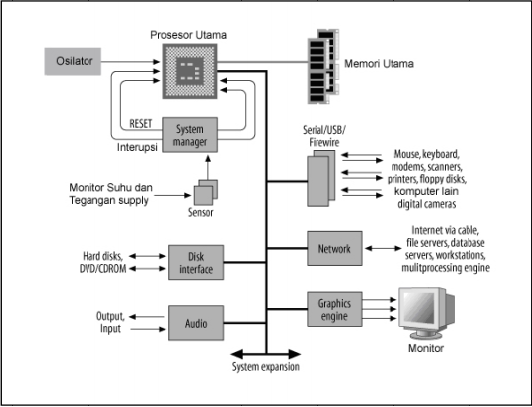 Prosesor Utama
Osilator
Memori Utama
RESET
System
manager
Interupsi
Serial/USB/
Firewire
Mouse, keyboard,
modems, scanners,
printers, floppy disks,
komputer lain
digital cameras
Monitor Suhu dan
Tegangan supply
Sensor
Hard disks,
DVD/CDROM
Disk
interface
Network
Internet via cable,
file servers, database
servers, workstations,
mulitprocessing engine
Output,
Input
Audio
Graphics
engine
Monitor
System expansion